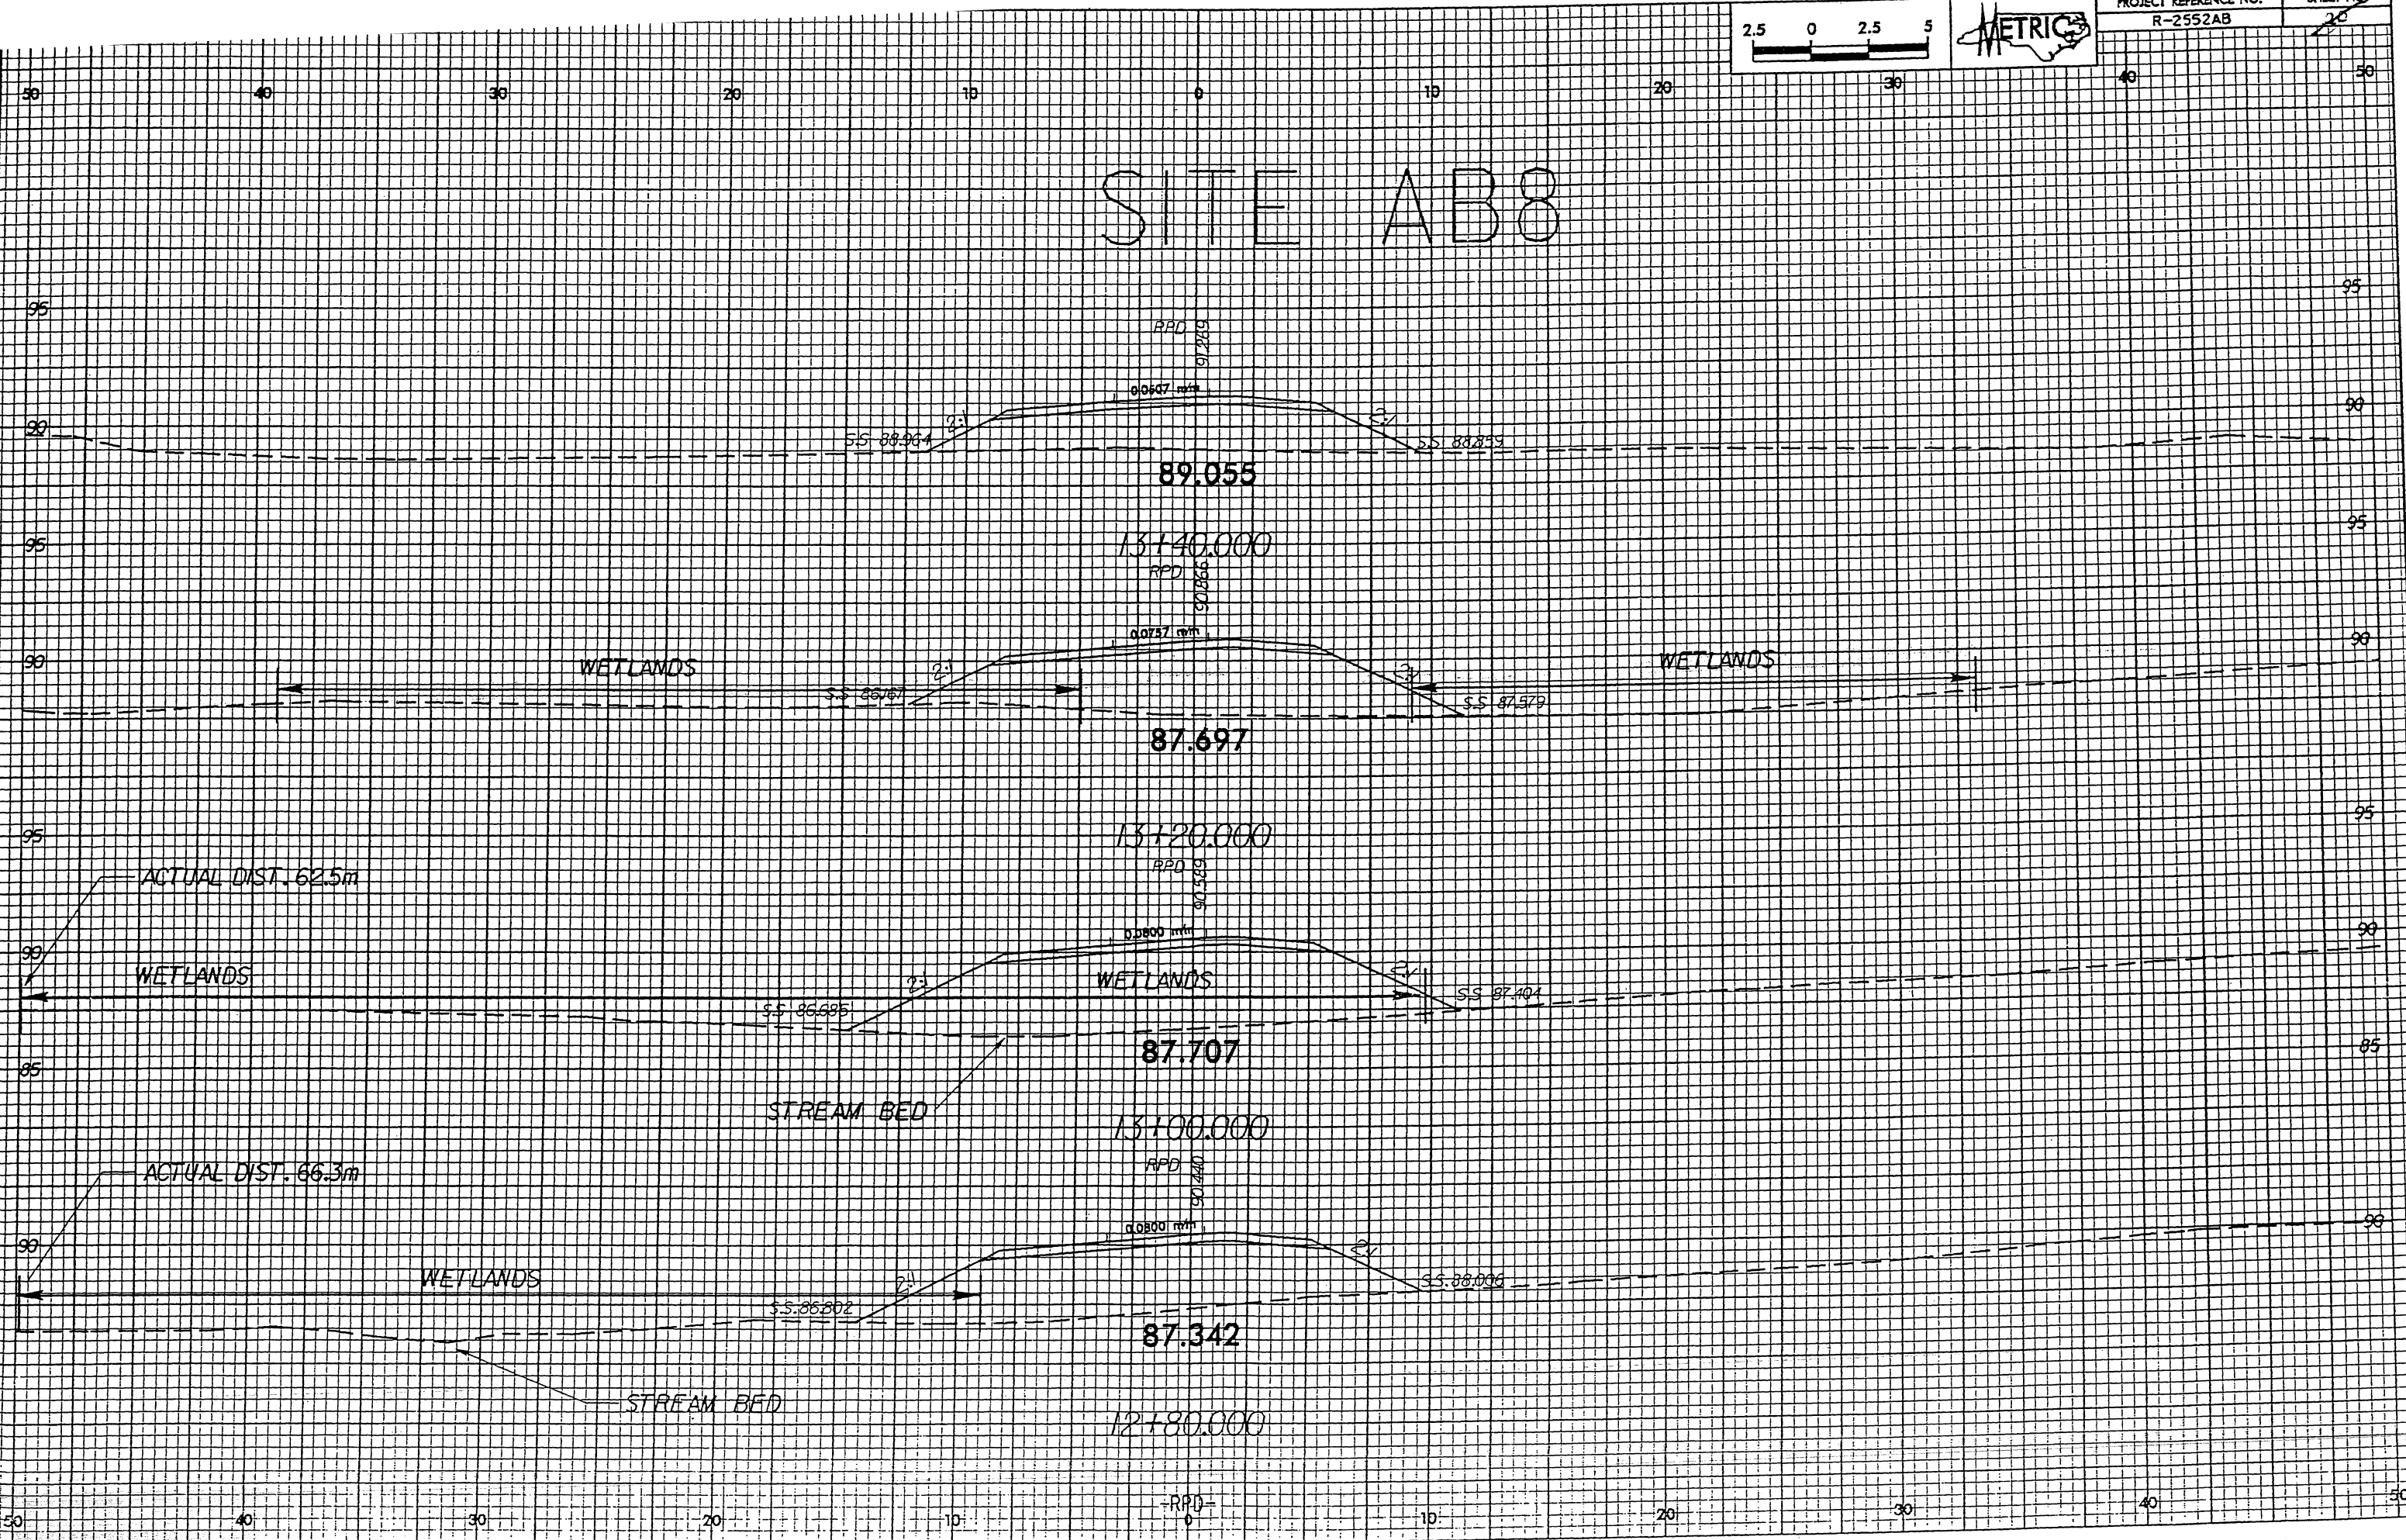 PROJECT REFERENCE NO.
R-2552AB
2.5 0 2.5 5
METRIC
50 40 30 20 10 0 10 20 30 40 50
SITE AB8
95 95
RPD 91.269
0.0607 m/m
90 2:1 2:1 90
S.S 88.964 S.S 88.859
89.055
95 13+40.000 95
RPD 90.866
0.0757 m/m
90 WETLANDS 2:1 2:1 WETLANDS 90
S.S 86.167 S.S 87.579
87.697
95 13+20.000 95
RPD 90.589
ACTUAL DIST. 62.5m
0.0800 m/m
90 90
WETLANDS 2:1 WETLANDS 2:1
S.S 86.685 S.S 87.404
87.707
85 85
STREAM BED
13+00.000
RPD 90.440
ACTUAL DIST. 66.3m
0.0800 m/m
90 2:1 90
WETLANDS 2:1
S.S. 86.802 S.S. 88.006
87.342
STREAM BED
12+80.000
-RPD-
50 40 30 20 10 0 10 20 30 40 50